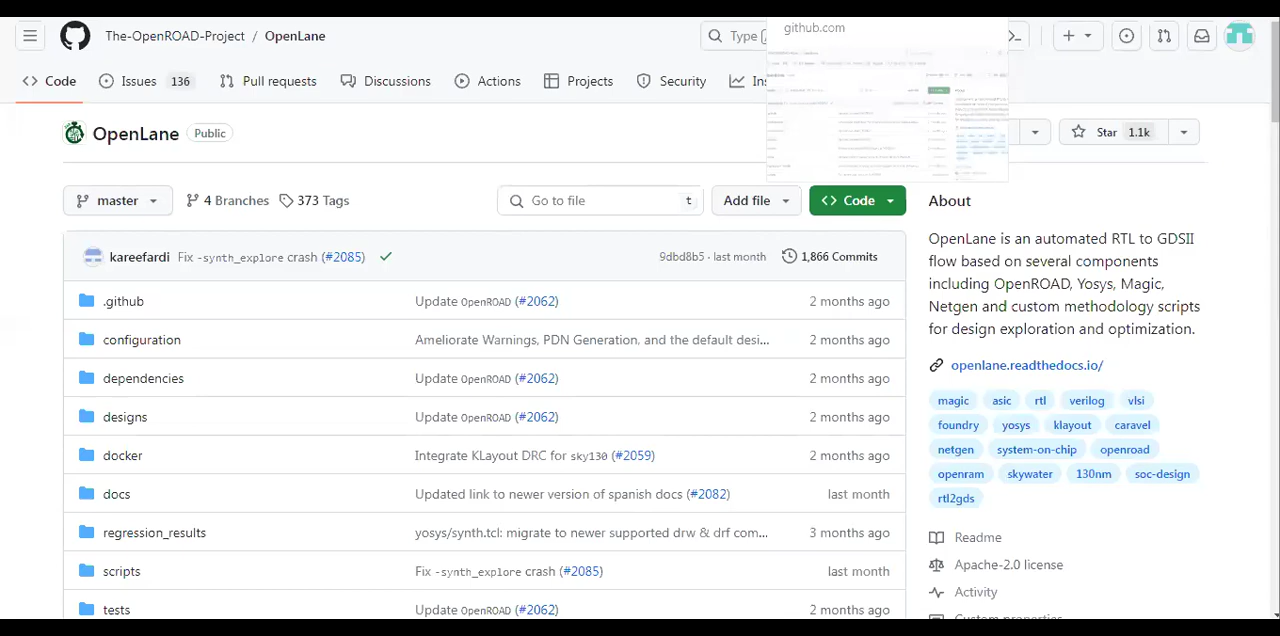 github.com
The-OpenROAD-Project / OpenLane
Type
Code
136
Pull requests
Discussions
Actions
Projects
Security
OpenLane Public
Star 1.1k
master
4 Branches
373 Tags
Go to file t
Add file
Code
kareefardi Fix -synth_explore crash (#2085) 9dbd8b5 · last month 1,866 Commits
.github Update OpenROAD (#2062) 2 months ago
configuration Ameliorate Warnings, PDN Generation, and the default desi... 2 months ago
dependencies Update OpenROAD (#2062) 2 months ago
designs Update OpenROAD (#2062) 2 months ago
docker Integrate KLayout DRC for sky130 (#2059) 2 months ago
docs Updated link to newer version of spanish docs (#2082) last month
regression_results yosys/synth.tcl: migrate to newer supported drw & drf com... 3 months ago
scripts Fix -synth_explore crash (#2085) last month
tests Update OpenROAD (#2062) 2 months ago
About
OpenLane is an automated RTL to GDSII
flow based on several components
including OpenROAD, Yosys, Magic,
Netgen and custom methodology scripts
for design exploration and optimization.
openlane.readthedocs.io/
magic asic rtl verilog vlsi
foundry yosys klayout caravel
netgen system-on-chip openroad
openram skywater 130nm soc-design
rtl2gds
Readme
Apache-2.0 license
Activity
Custom properties